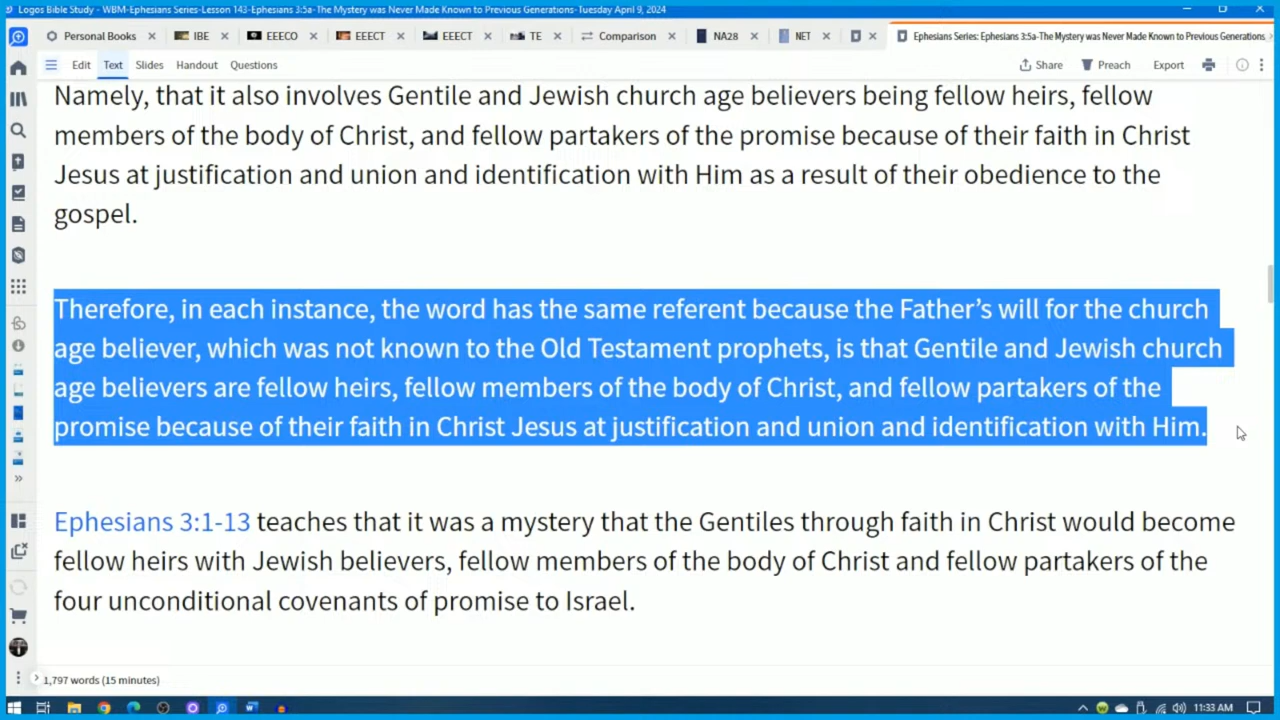 Logos Bible Study - WBM-Ephesians Series-Lesson 143-Ephesians 3:5a-The Mystery was Never Made Known to Previous Generations-Tuesday April 9, 2024
Personal Books IBE EEECO EEECT EEECT TE Comparison NA28 NET Ephesians Series: Ephesians 3:5a-The Mystery was Never Made Known to Previous Generations
Edit Text Slides Handout Questions Share Preach Export
Namely, that it also involves Gentile and Jewish church age believers being fellow heirs, fellow
members of the body of Christ, and fellow partakers of the promise because of their faith in Christ
Jesus at justification and union and identification with Him as a result of their obedience to the
gospel.
Therefore, in each instance, the word has the same referent because the Father’s will for the church
age believer, which was not known to the Old Testament prophets, is that Gentile and Jewish church
age believers are fellow heirs, fellow members of the body of Christ, and fellow partakers of the
promise because of their faith in Christ Jesus at justification and union and identification with Him.
Ephesians 3:1-13 teaches that it was a mystery that the Gentiles through faith in Christ would become
fellow heirs with Jewish believers, fellow members of the body of Christ and fellow partakers of the
four unconditional covenants of promise to Israel.
1,797 words (15 minutes)
11:33 AM